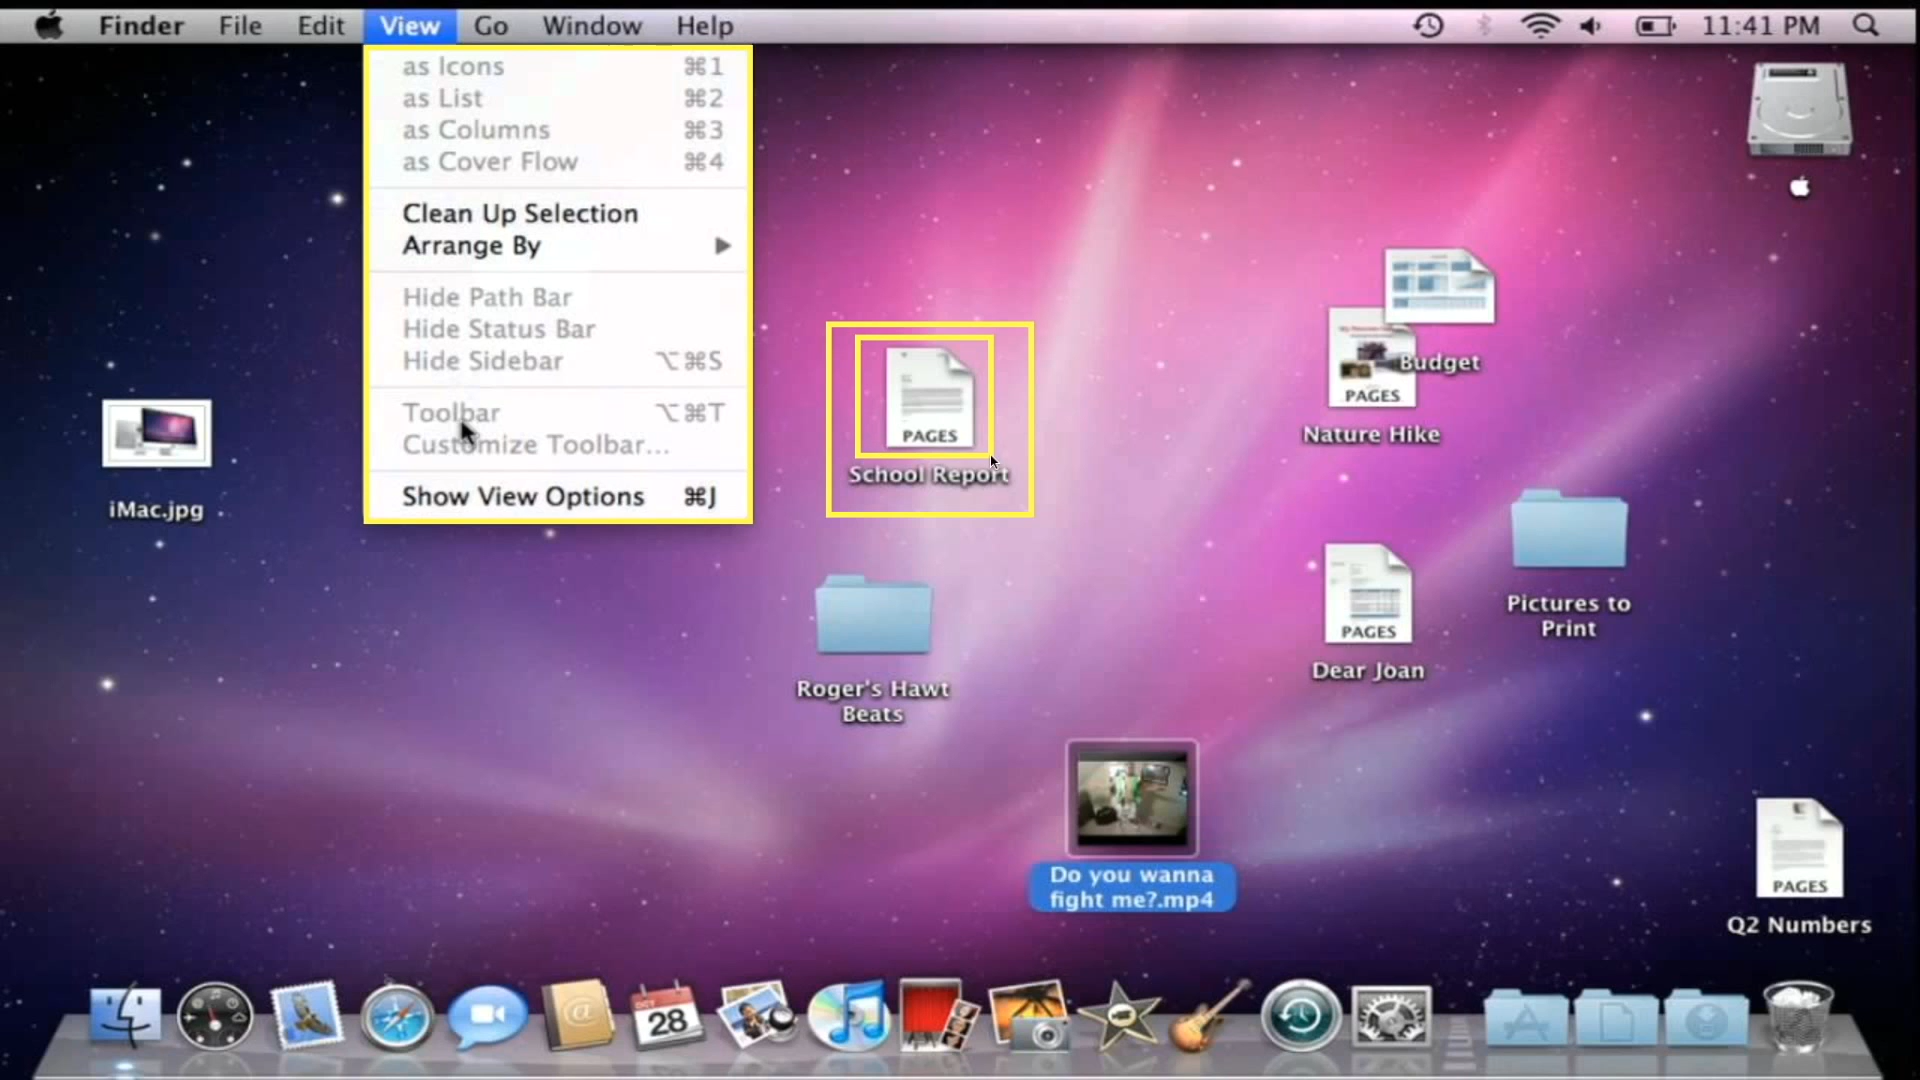 Finder File Edit View Go Window Help 11:41 PM
as Icons ⌘1
as List ⌘2
as Columns ⌘3
as Cover Flow ⌘4
Clean Up Selection
Arrange By
Hide Path Bar
Hide Status Bar
Hide Sidebar ⌥⌘S
Toolbar ⌥⌘T
Customize Toolbar...
Show View Options ⌘J
iMac.jpg
PAGES
School Report
Budget
PAGES
Nature Hike
Pictures to
Print
PAGES
Dear Joan
Roger's Hawt
Beats
Do you wanna
fight me?.mp4
PAGES
Q2 Numbers
OCT
28